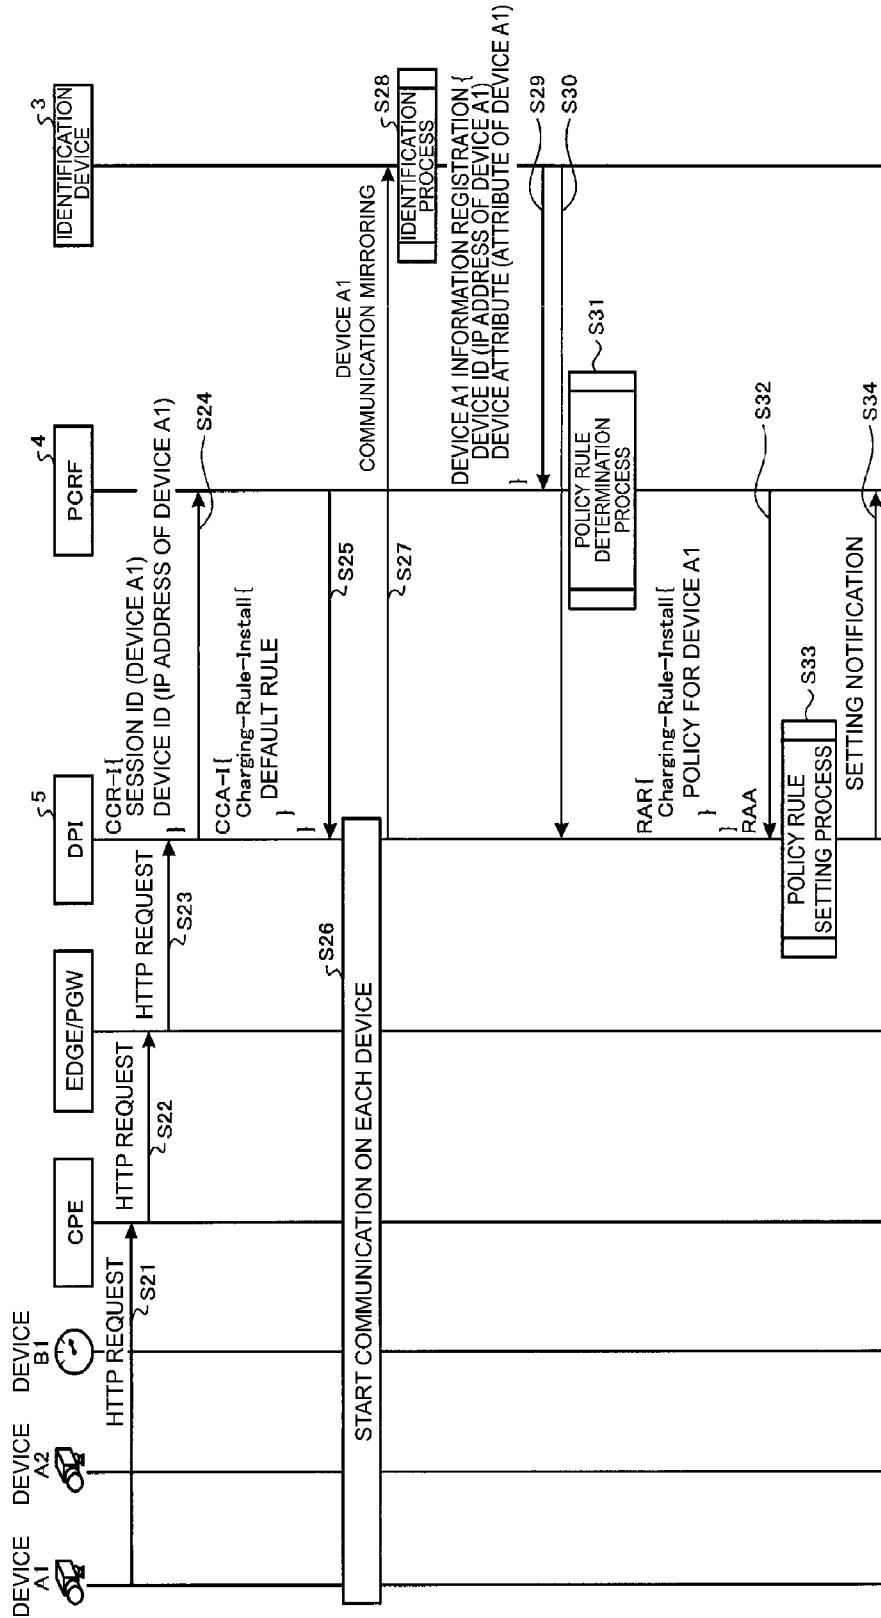 DEVICE
A1
DEVICE
A2
DEVICE
B1
CPE
EDGE/PGW
5
DPI
4
PCRF
3
IDENTIFICATION
DEVICE
HTTP REQUEST
S21
HTTP REQUEST
S22
HTTP REQUEST
S23
CCR-I{
SESSION ID (DEVICE A1)
DEVICE ID (IP ADDRESS OF DEVICE A1)
}
S24
CCA-I{
Charging-Rule-Install{
DEFAULT RULE
}
}
S25
S26
START COMMUNICATION ON EACH DEVICE
DEVICE A1
COMMUNICATION MIRRORING
S27
S28
IDENTIFICATION
PROCESS
DEVICE A1 INFORMATION REGISTRATION {
DEVICE ID (IP ADDRESS OF DEVICE A1)
DEVICE ATTRIBUTE (ATTRIBUTE OF DEVICE A1)
}
S29
S30
POLICY RULE
DETERMINATION
PROCESS
S31
RAR{
Charging-Rule-Install{
POLICY FOR DEVICE A1
}
}
RAA
S32
POLICY RULE
SETTING PROCESS
S33
SETTING NOTIFICATION
S34